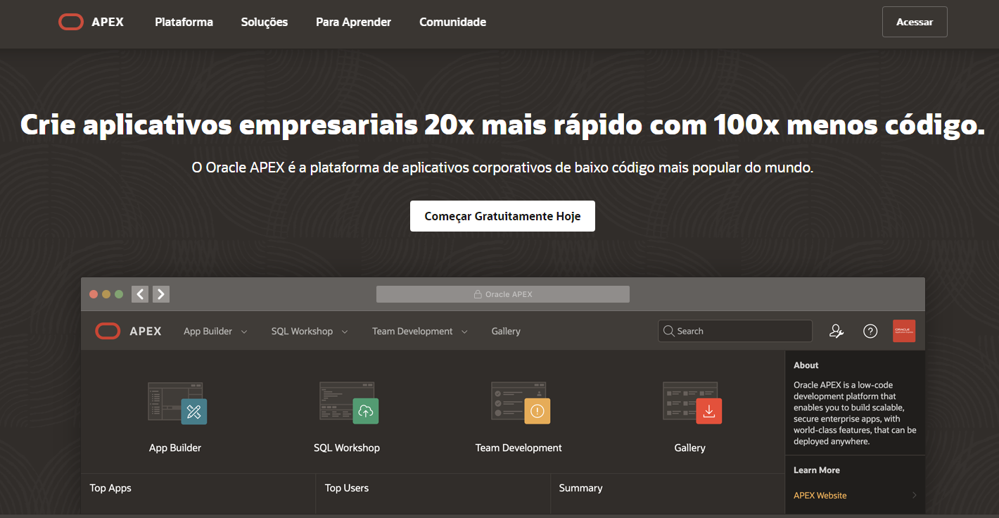 APEX Plataforma Soluções Para Aprender Comunidade Acessar
Crie aplicativos empresariais 20x mais rápido com 100x menos código.
O Oracle APEX é a plataforma de aplicativos corporativos de baixo código mais popular do mundo.
Começar Gratuitamente Hoje
Oracle APEX
APEX App Builder SQL Workshop Team Development Gallery Search
App Builder SQL Workshop Team Development Gallery
Top Apps Top Users Summary
About
Oracle APEX is a low-code
development platform that
enables you to build scalable,
secure enterprise apps, with
world-class features, that can be
deployed anywhere.
Learn More
APEX Website